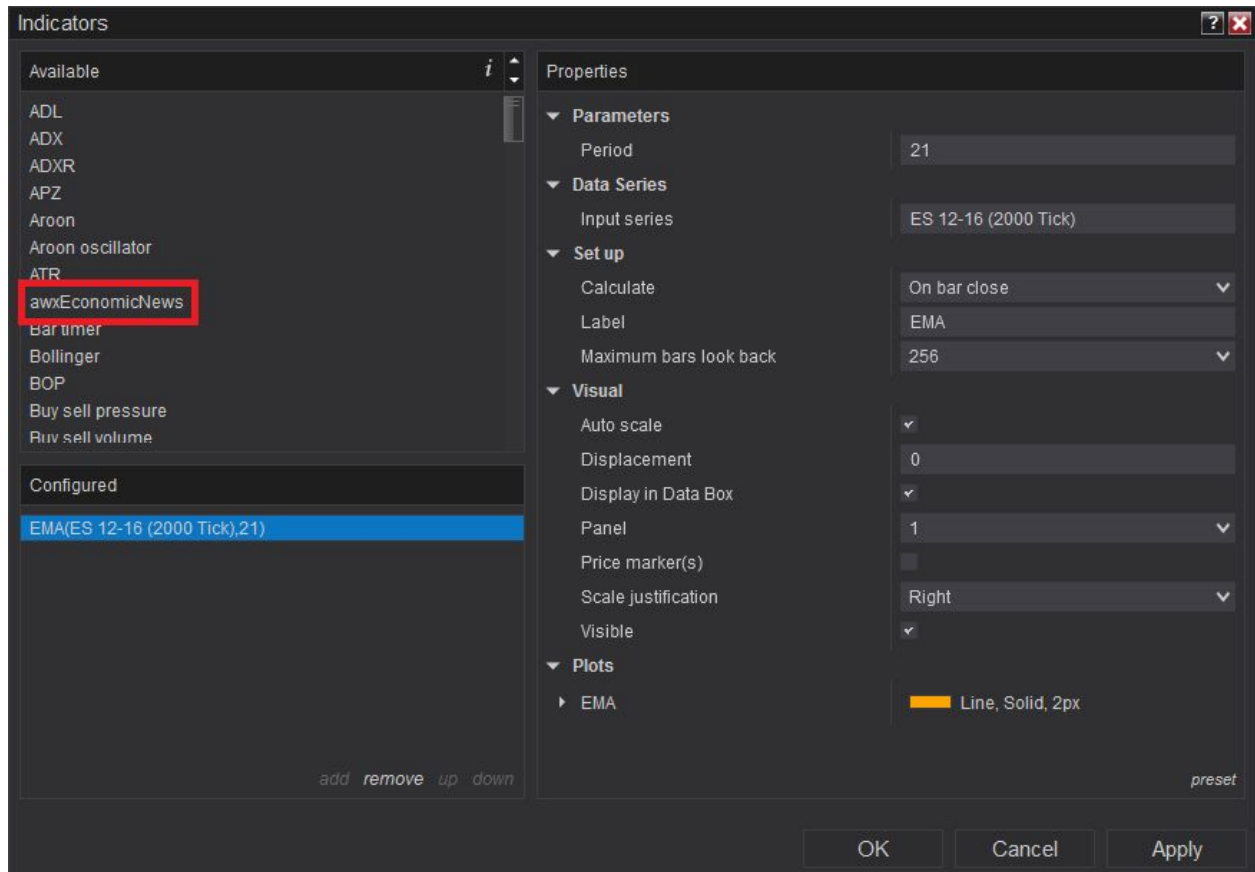 Indicators
?
Available
i
ADL
ADX
ADXR
APZ
Aroon
Aroon oscillator
ATR
awxEconomicNews
Bar timer
Bollinger
BOP
Buy sell pressure
Buy sell volume
Configured
EMA(ES 12-16 (2000 Tick),21)
add remove up down
Properties
Parameters
Period 21
Data Series
Input series ES 12-16 (2000 Tick)
Set up
Calculate On bar close
Label EMA
Maximum bars look back 256
Visual
Auto scale
Displacement 0
Display in Data Box
Panel 1
Price marker(s)
Scale justification Right
Visible
Plots
EMA Line, Solid, 2px
preset
OK Cancel Apply